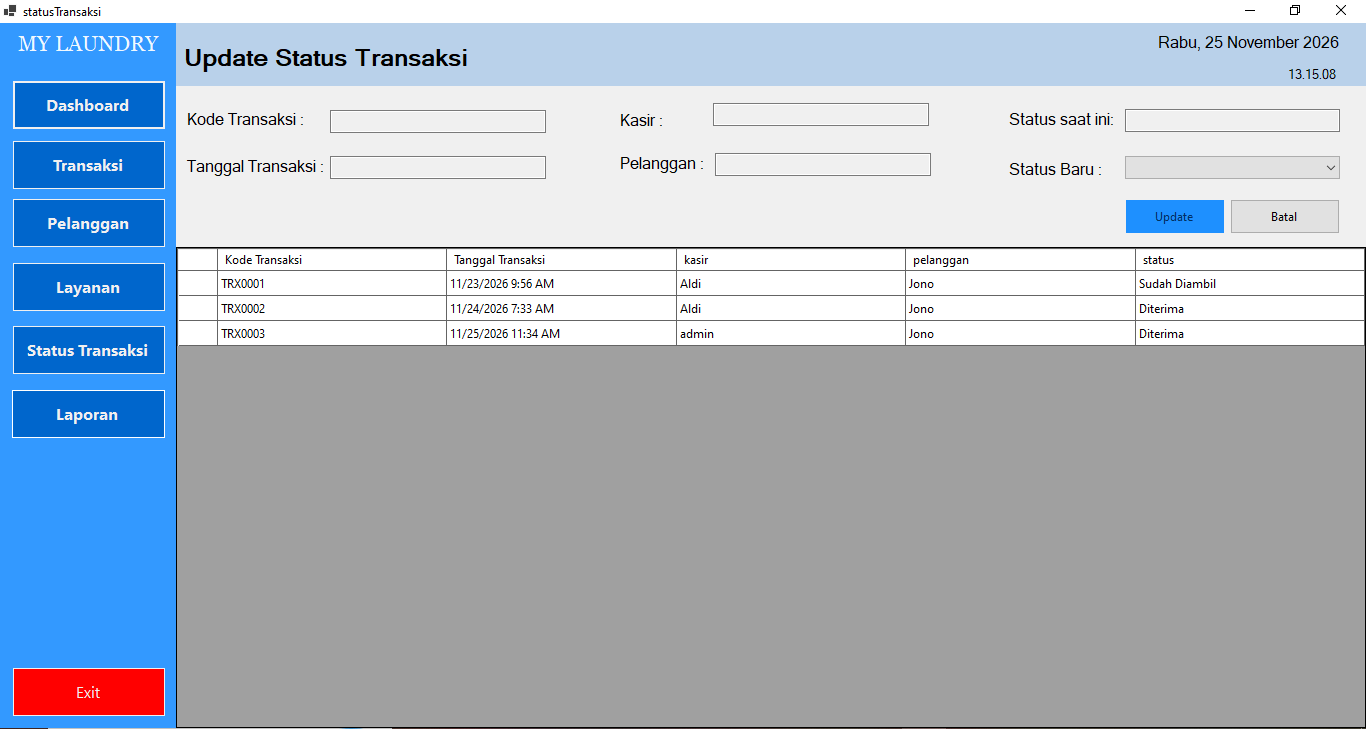 statusTransaksi
MY LAUNDRY
Dashboard
Transaksi
Pelanggan
Layanan
Status Transaksi
Laporan
Exit
Update Status Transaksi
Rabu, 25 November 2026
13.15.08
Kode Transaksi :
Tanggal Transaksi :
Kasir :
Pelanggan :
Status saat ini:
Status Baru :
Update
Batal
Kode Transaksi Tanggal Transaksi kasir pelanggan status
TRX0001 11/23/2026 9:56 AM Aldi Jono Sudah Diambil
TRX0002 11/24/2026 7:33 AM Aldi Jono Diterima
TRX0003 11/25/2026 11:34 AM admin Jono Diterima